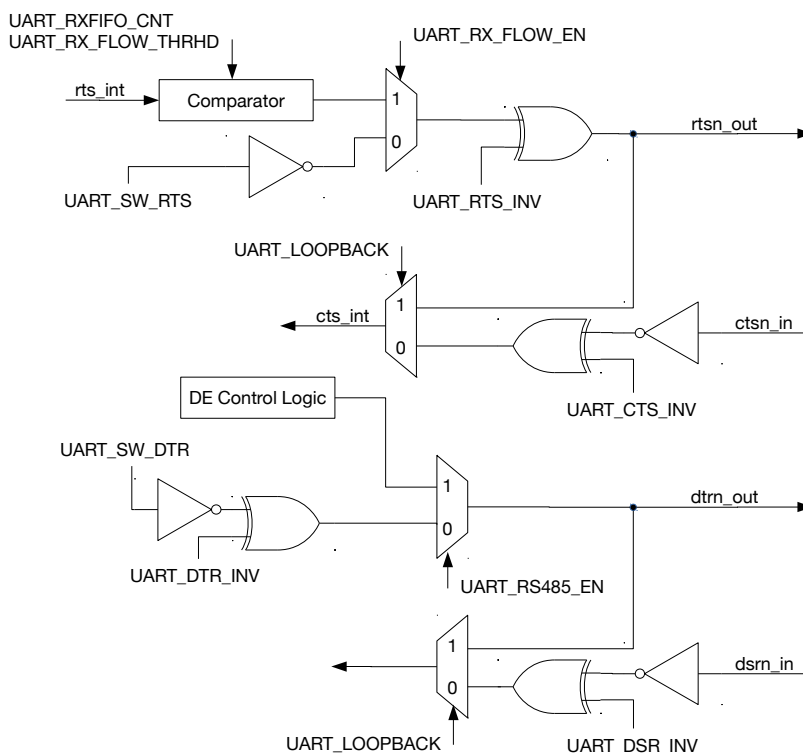 UART_RXFIFO_CNT
UART_RX_FLOW_THRHD
UART_RX_FLOW_EN
rts_int
Comparator
1
0
rtsn_out
UART_SW_RTS
UART_RTS_INV
UART_LOOPBACK
cts_int
1
0
ctsn_in
UART_CTS_INV
DE Control Logic
UART_SW_DTR
1
0
dtrn_out
UART_DTR_INV
UART_RS485_EN
1
0
dsrn_in
UART_LOOPBACK
UART_DSR_INV